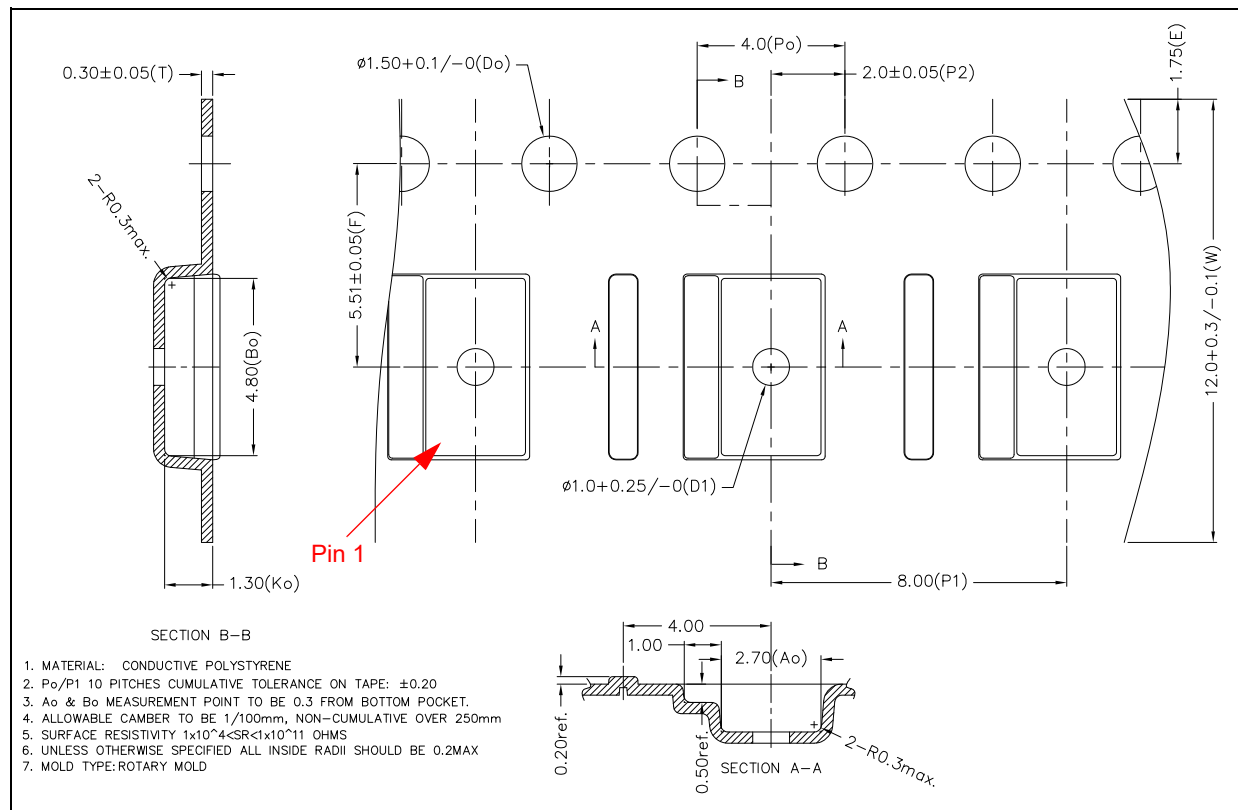 4.0(Po)
0.30±0.05(T)
ø1.50+0.1/-0(Do)
B
2.0±0.05(P2)
1.75(E)
2-R0.3max.
5.51±0.05(F)
12.0+0.3/-0.1(W)
4.80(Bo)
A
A
ø1.0+0.25/-0(D1)
Pin 1
B
1.30(Ko)
8.00(P1)
SECTION B-B
4.00
1.00
2.70(Ao)
0.20ref.
0.50ref.
2-R0.3max.
SECTION A-A
1. MATERIAL: CONDUCTIVE POLYSTYRENE
2. Po/P1 10 PITCHES CUMULATIVE TOLERANCE ON TAPE: ±0.20
3. Ao & Bo MEASUREMENT POINT TO BE 0.3 FROM BOTTOM POCKET.
4. ALLOWABLE CAMBER TO BE 1/100mm, NON-CUMULATIVE OVER 250mm
5. SURFACE RESISTIVITY 1x10^4<SR<1x10^11 OHMS
6. UNLESS OTHERWISE SPECIFIED ALL INSIDE RADII SHOULD BE 0.2MAX
7. MOLD TYPE: ROTARY MOLD